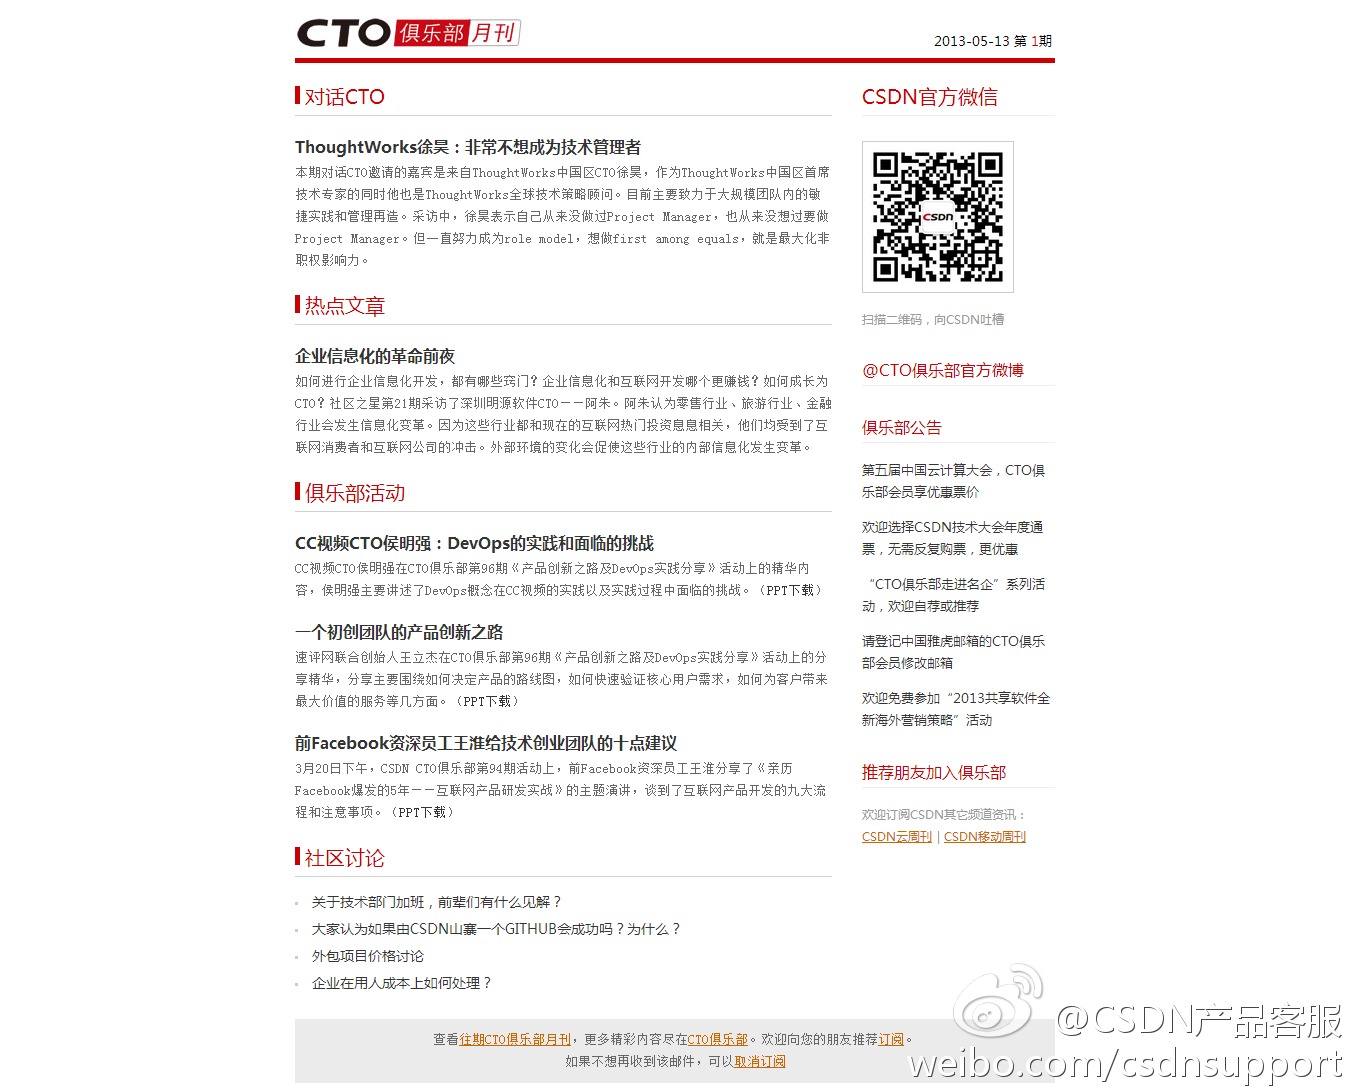 CTO俱乐部月刊
2013-05-13 第 1期
对话CTO
ThoughtWorks徐昊：非常不想成为技术管理者
本期对话CTO邀请的嘉宾是来自ThoughtWorks中国区CTO徐昊，作为ThoughtWorks中国区首席
技术专家的同时他也是ThoughtWorks全球技术策略顾问。目前主要致力于大规模团队内的敏
捷实践和管理再造。采访中，徐昊表示自己从来没做过Project Manager，也从来没想过要做
Project Manager。但一直努力成为role model，想做first among equals，就是最大化非
职权影响力。
热点文章
企业信息化的革命前夜
如何进行企业信息化开发，都有哪些窍门？企业信息化和互联网开发哪个更赚钱？如何成长为
CTO？社区之星第21期采访了深圳明源软件CTO——阿朱。阿朱认为零售行业、旅游行业、金融
行业会发生信息化变革。因为这些行业都和现在的互联网热门投资息息相关，他们均受到了互
联网消费者和互联网公司的冲击。外部环境的变化会促使这些行业的内部信息化发生变革。
俱乐部活动
CC视频CTO侯明强：DevOps的实践和面临的挑战
CC视频CTO侯明强在CTO俱乐部第96期《产品创新之路及DevOps实践分享》活动上的精华内
容，侯明强主要讲述了DevOps概念在CC视频的实践以及实践过程中面临的挑战。（PPT下载）
一个初创团队的产品创新之路
速评网联合创始人王立杰在CTO俱乐部第96期《产品创新之路及DevOps实践分享》活动上的分
享精华，分享主要围绕如何决定产品的路线图，如何快速验证核心用户需求，如何为客户带来
最大价值的服务等几方面。（PPT下载）
前Facebook资深员工王淮给技术创业团队的十点建议
3月20日下午，CSDN CTO俱乐部第94期活动上，前Facebook资深员工王淮分享了《亲历
Facebook爆发的5年——互联网产品研发实战》的主题演讲，谈到了互联网产品开发的九大流
程和注意事项。（PPT下载）
社区讨论
关于技术部门加班，前辈们有什么见解？
大家认为如果由CSDN山寨一个GITHUB会成功吗？为什么？
外包项目价格讨论
企业在用人成本上如何处理？
CSDN官方微信
CSDN
扫描二维码，向CSDN吐槽
@CTO俱乐部官方微博
俱乐部公告
第五届中国云计算大会，CTO俱
乐部会员享优惠票价
欢迎选择CSDN技术大会年度通
票，无需反复购票，更优惠
“CTO俱乐部走进名企”系列活
动，欢迎自荐或推荐
请登记中国雅虎邮箱的CTO俱乐
部会员修改邮箱
欢迎免费参加“2013共享软件全
新海外营销策略”活动
推荐朋友加入俱乐部
欢迎订阅CSDN其它频道资讯：
CSDN云周刊 | CSDN移动周刊
查看往期CTO俱乐部月刊，更多精彩内容尽在CTO俱乐部。欢迎向您的朋友推荐订阅。
如果不想再收到该邮件，可以取消订阅
@CSDN产品客服
weibo.com/csdnsupport